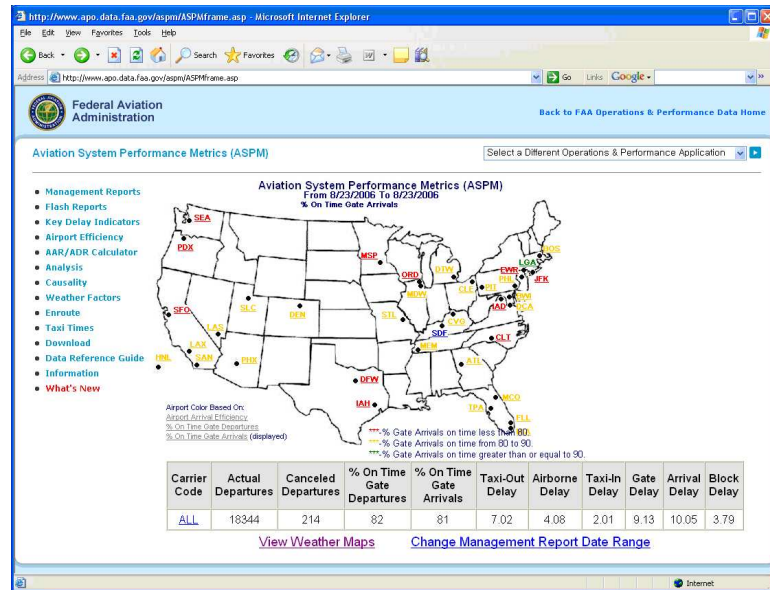 http://www.apo.data.faa.gov/aspm/ASPMframe.asp - Microsoft Internet Explorer
File Edit View Favorites Tools Help
Back Search Favorites
Address http://www.apo.data.faa.gov/aspm/ASPMframe.asp Go Links Google
Federal Aviation
Administration
Back to FAA Operations & Performance Data Home
Aviation System Performance Metrics (ASPM)
Select a Different Operations & Performance Application
Management Reports
Flash Reports
Key Delay Indicators
Airport Efficiency
AAR/ADR Calculator
Analysis
Causality
Weather Factors
Enroute
Taxi Times
Download
Data Reference Guide
Information
What's New
Aviation System Performance Metrics (ASPM)
From 8/23/2006 To 8/23/2006
% On Time Gate Arrivals
SEA
PDX
MSP
BOS
LGA
ORD
DTW
EWR
JFK
PHL
MDW
CLE
PIT
SLC
IAD
DCA
SFO
DEN
STL
CVG
SDF
LAS
CLT
MEM
LAX
HNL
SAN
PHX
ATL
DFW
MCO
IAH
TPA
FLL
Airport Color Based On:
Airport Arrival Efficiency
% On Time Gate Departures
% On Time Gate Arrivals (displayed)
***-% Gate Arrivals on time less than 80.
***-% Gate Arrivals on time from 80 to 90.
***-% Gate Arrivals on time greater than or equal to 90.
Carrier Code Actual Departures Canceled Departures % On Time Gate Departures % On Time Gate Arrivals Taxi-Out Delay Airborne Delay Taxi-In Delay Gate Delay Arrival Delay Block Delay
ALL 18344 214 82 81 7.02 4.08 2.01 9.13 10.05 3.79
View Weather Maps Change Management Report Date Range
Internet